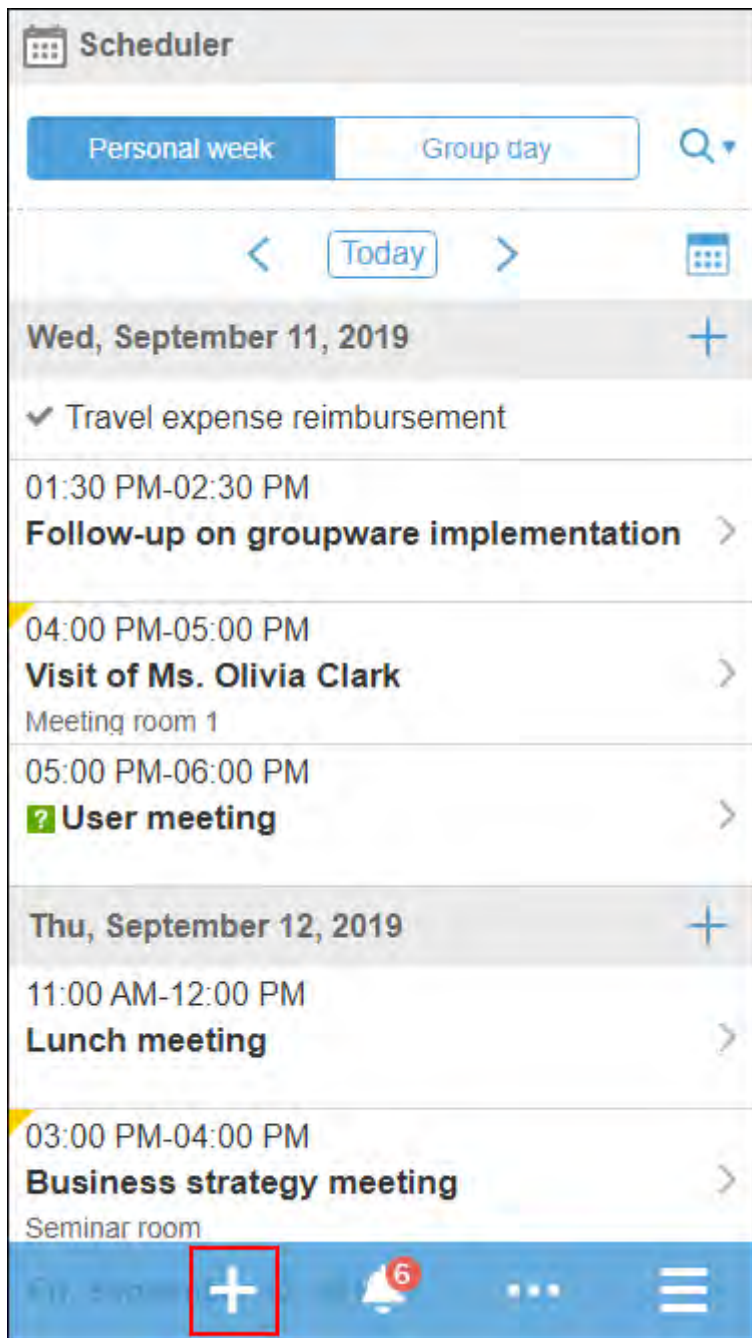 Scheduler
Personal week
Group day
Today
Wed, September 11, 2019
Travel expense reimbursement
01:30 PM-02:30 PM
Follow-up on groupware implementation
04:00 PM-05:00 PM
Visit of Ms. Olivia Clark
Meeting room 1
05:00 PM-06:00 PM
? User meeting
Thu, September 12, 2019
11:00 AM-12:00 PM
Lunch meeting
03:00 PM-04:00 PM
Business strategy meeting
Seminar room
6